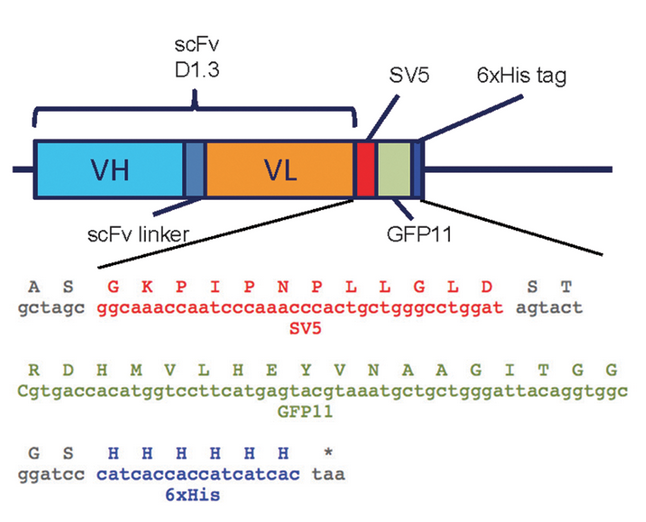 scFv
D1.3
SV5
6xHis tag
VH
VL
scFv linker
GFP11
A S G K P I P N P L L G L D S T
gctagc ggcaaaccaatcccaaacccactgctgggcctggat agtact
SV5
R D H M V L H E Y V N A A G I T G G
Cgtgaccacatggtccttcatgagtacgtaaatgctgctgggattacaggtggc
GFP11
G S H H H H H H *
ggatcc catcaccaccatcatcac taa
6xHis